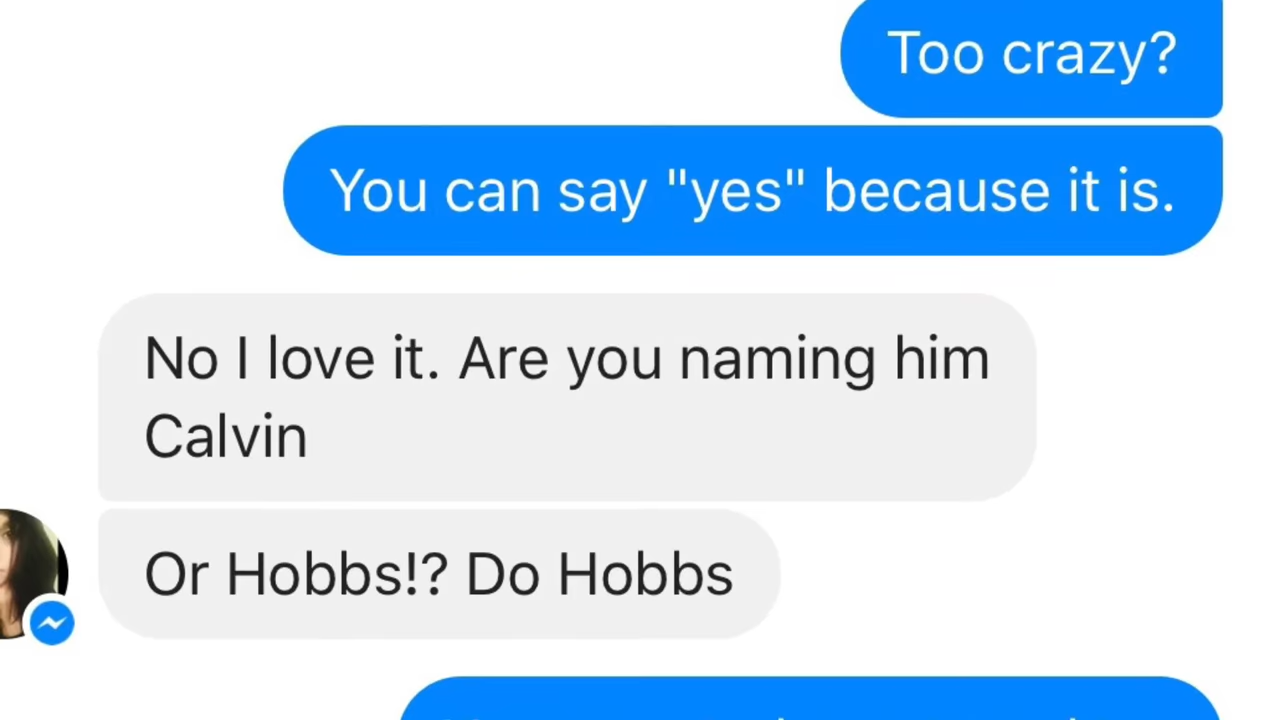 Too crazy?
You can say "yes" because it is.
No I love it. Are you naming him
Calvin
Or Hobbs!? Do Hobbs